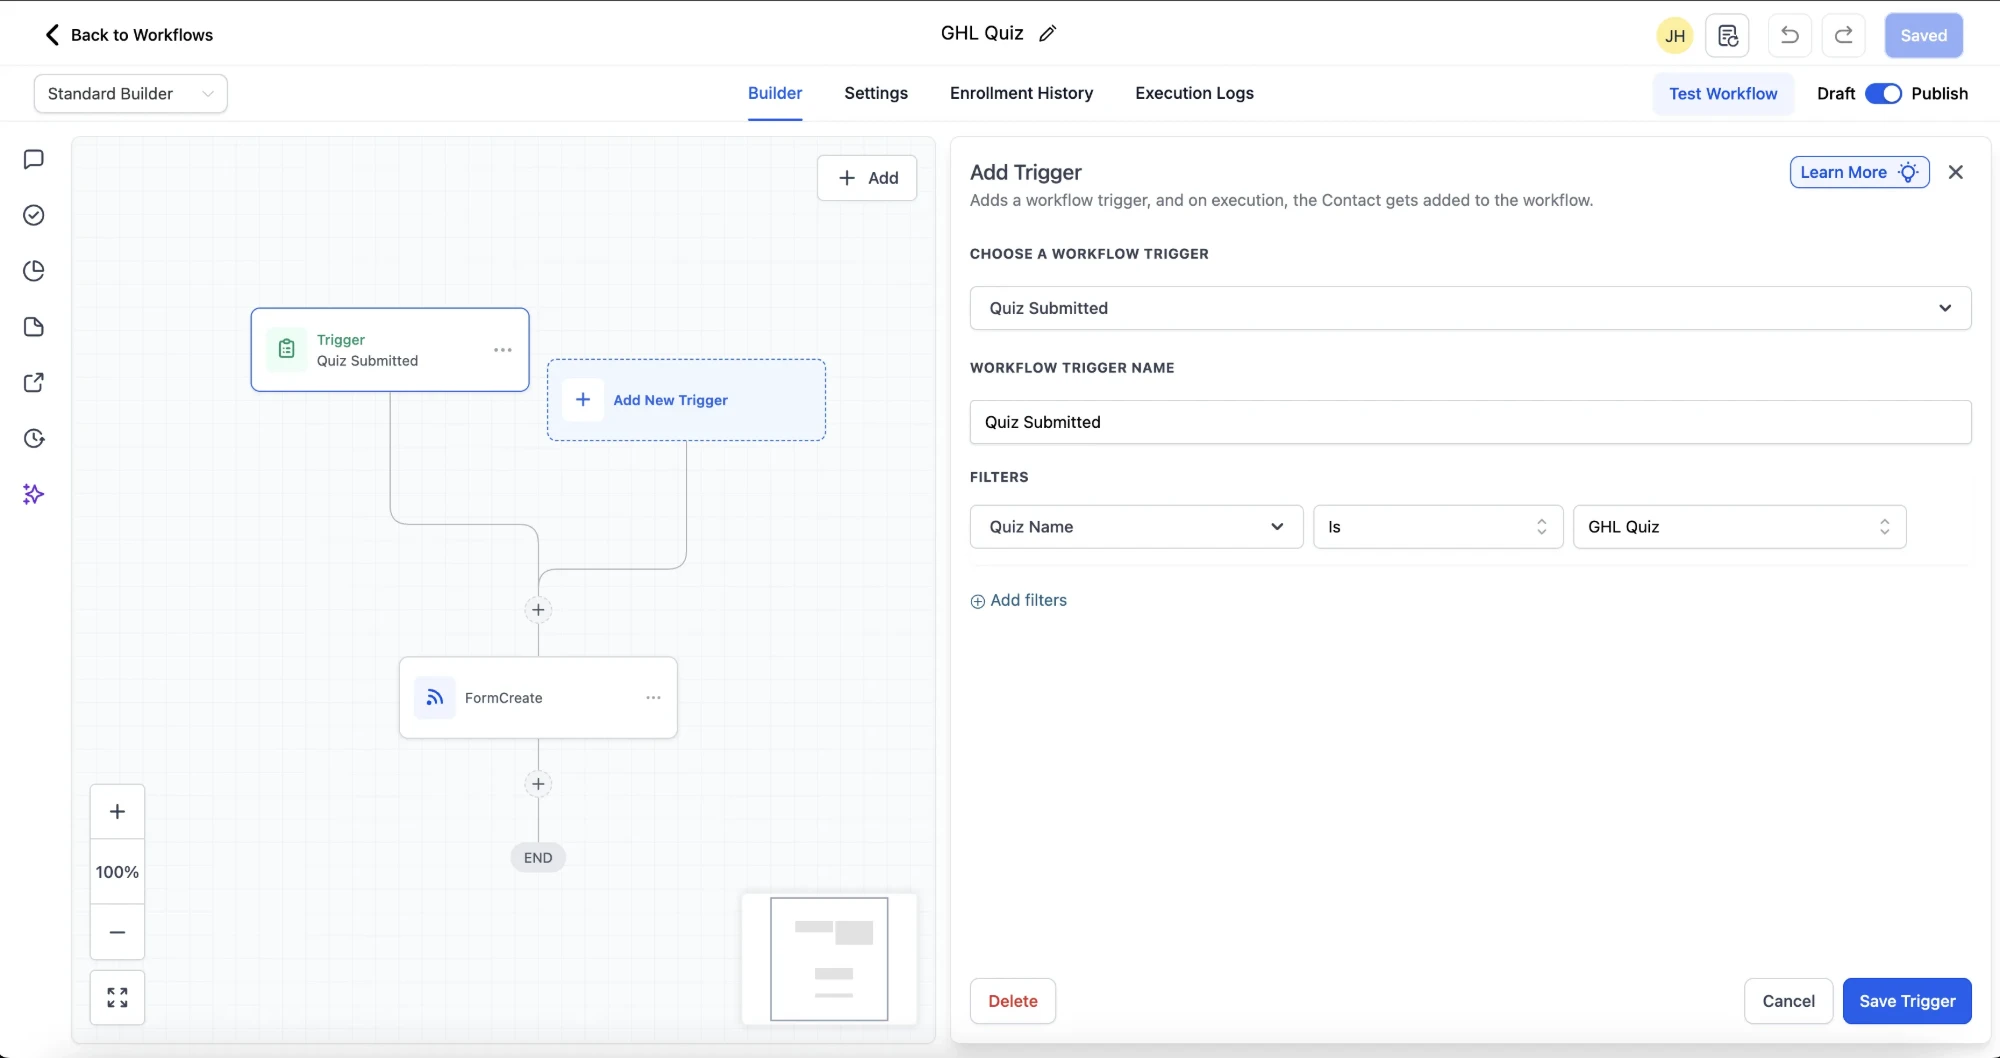 Back to Workflows
GHL Quiz
JH
Saved
Standard Builder
Builder
Settings
Enrollment History
Execution Logs
Test Workflow
Draft
Publish
Add
Trigger
Quiz Submitted
Add New Trigger
FormCreate
END
100%
Add Trigger
Learn More
Adds a workflow trigger, and on execution, the Contact gets added to the workflow.
CHOOSE A WORKFLOW TRIGGER
Quiz Submitted
WORKFLOW TRIGGER NAME
Quiz Submitted
FILTERS
Quiz Name
Is
GHL Quiz
Add filters
Delete
Cancel
Save Trigger